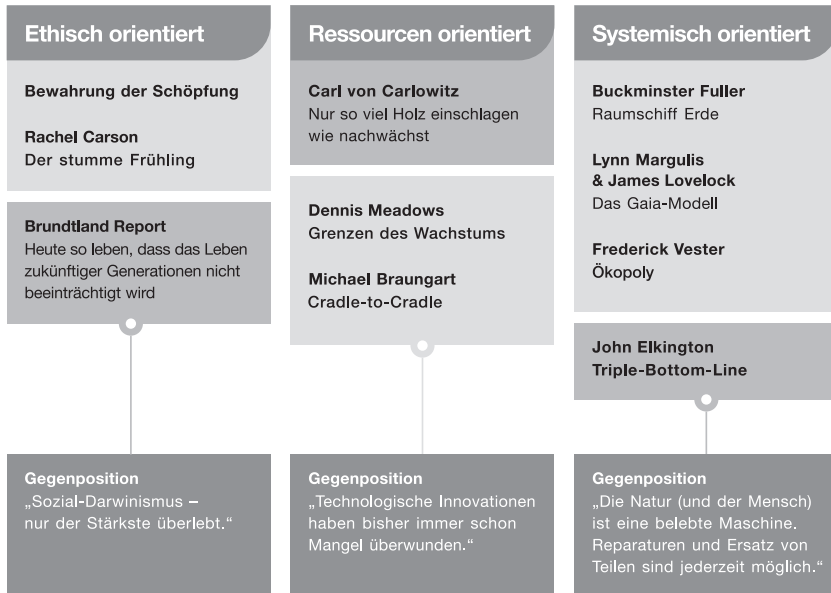 Ethisch orientiert
Bewahrung der Schöpfung
Rachel Carson
Der stumme Frühling
Brundtland Report
Heute so leben, dass das Leben
zukünftiger Generationen nicht
beeinträchtigt wird
Gegenposition
„Sozial-Darwinismus –
nur der Stärkste überlebt.“
Ressourcen orientiert
Carl von Carlowitz
Nur so viel Holz einschlagen
wie nachwächst
Dennis Meadows
Grenzen des Wachstums
Michael Braungart
Cradle-to-Cradle
Gegenposition
„Technologische Innovationen
haben bisher immer schon
Mangel überwunden.“
Systemisch orientiert
Buckminster Fuller
Raumschiff Erde
Lynn Margulis
& James Lovelock
Das Gaia-Modell
Frederick Vester
Ökopoly
John Elkington
Triple-Bottom-Line
Gegenposition
„Die Natur (und der Mensch)
ist eine belebte Maschine.
Reparaturen und Ersatz von
Teilen sind jederzeit möglich.“